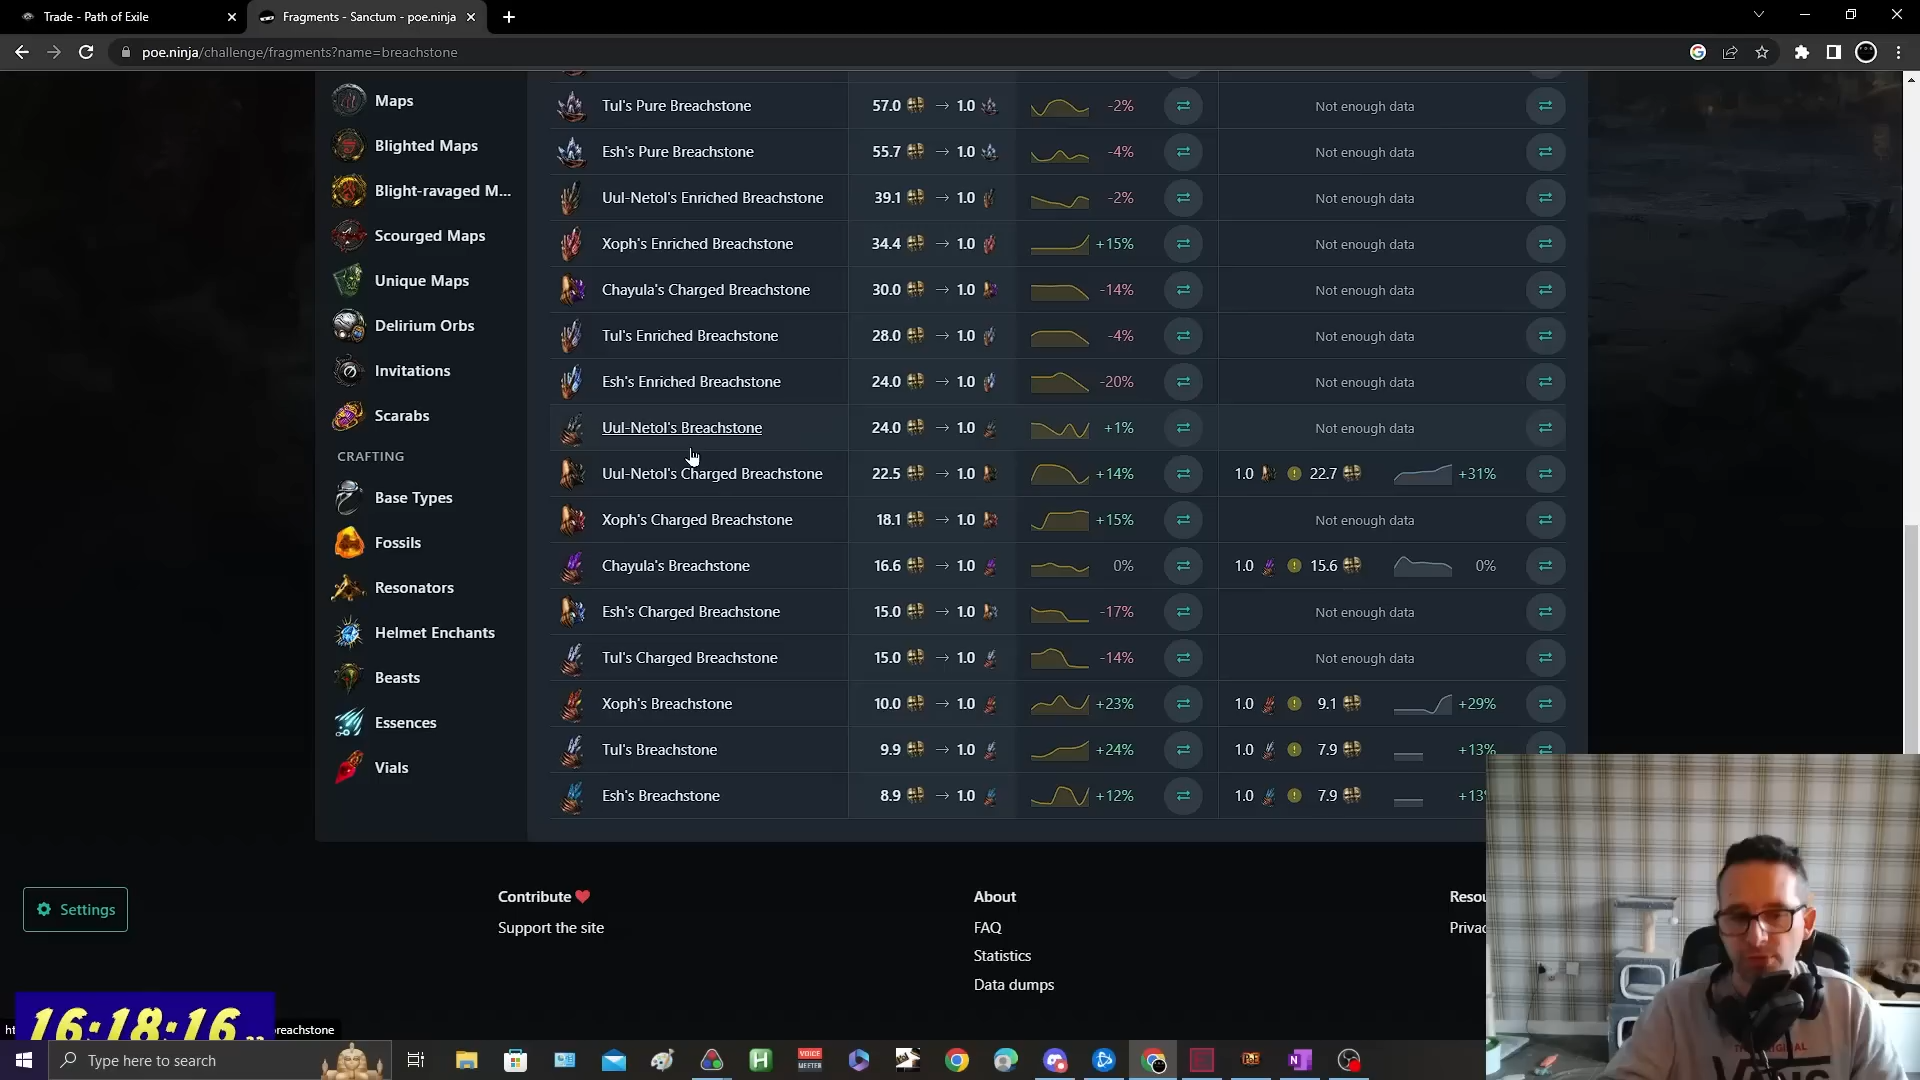 Trade - Path of Exile
Fragments - Sanctum - poe.ninja
poe.ninja/challenge/fragments?name=breachstone
Maps
Blighted Maps
Blight-ravaged M...
Scourged Maps
Unique Maps
Delirium Orbs
Invitations
Scarabs
CRAFTING
Base Types
Fossils
Resonators
Helmet Enchants
Beasts
Essences
Vials
Tul's Pure Breachstone 57.0 → 1.0 -2% Not enough data
Esh's Pure Breachstone 55.7 → 1.0 -4% Not enough data
Uul-Netol's Enriched Breachstone 39.1 → 1.0 -2% Not enough data
Xoph's Enriched Breachstone 34.4 → 1.0 +15% Not enough data
Chayula's Charged Breachstone 30.0 → 1.0 -14% Not enough data
Tul's Enriched Breachstone 28.0 → 1.0 -4% Not enough data
Esh's Enriched Breachstone 24.0 → 1.0 -20% Not enough data
Uul-Netol's Breachstone 24.0 → 1.0 +1% Not enough data
Uul-Netol's Charged Breachstone 22.5 → 1.0 +14% 1.0 22.7 +31%
Xoph's Charged Breachstone 18.1 → 1.0 +15% Not enough data
Chayula's Breachstone 16.6 → 1.0 0% 1.0 15.6 0%
Esh's Charged Breachstone 15.0 → 1.0 -17% Not enough data
Tul's Charged Breachstone 15.0 → 1.0 -14% Not enough data
Xoph's Breachstone 10.0 → 1.0 +23% 1.0 9.1 +29%
Tul's Breachstone 9.9 → 1.0 +24% 1.0 7.9 +13%
Esh's Breachstone 8.9 → 1.0 +12% 1.0 7.9 +13
Settings
Contribute
Support the site
About
FAQ
Statistics
Data dumps
Resou
Privac
16:18:16
ht
reachstone
Type here to search
VOICE MEETER
ORIGINAL
VANS